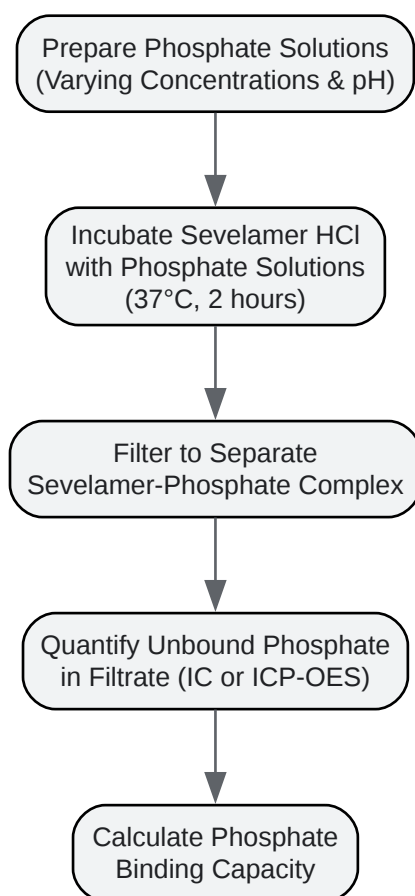 Prepare Phosphate Solutions
(Varying Concentrations & pH)
Incubate Sevelamer HCl
with Phosphate Solutions
(37°C, 2 hours)
Filter to Separate
Sevelamer-Phosphate Complex
Quantify Unbound Phosphate
in Filtrate (IC or ICP-OES)
Calculate Phosphate
Binding Capacity